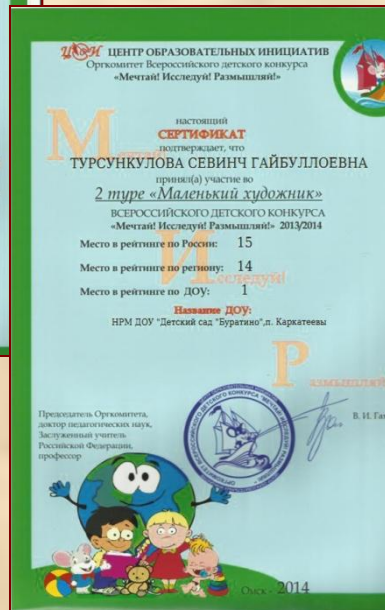 ЦОИ ЦЕНТР ОБРАЗОВАТЕЛЬНЫХ ИНИЦИАТИВ
Оргкомитет Всероссийского детского конкурса
«Мечтай! Исследуй! Размышляй!»
настоящий
СЕРТИФИКАТ
подтверждает, что
ТУРСУНКУЛОВА СЕВИНЧ ГАЙБУЛЛОЕВНА
принял(а) участие во
2 туре «Маленький художник»
ВСЕРОССИЙСКОГО ДЕТСКОГО КОНКУРСА
«Мечтай! Исследуй! Размышляй!» 2013/2014
Место в рейтинге по России: 15
Место в рейтинге по региону: 14
Исследуй!
Место в рейтинге по ДОУ: 1
Название ДОУ:
НРМ ДОУ "Детский сад "Буратино",п. Каркатеевы
Размышляй
Председатель Оргкомитета,
доктор педагогических наук,
Заслуженный учитель
Российской Федерации,
профессор
В. И. Га
Омск - 2014